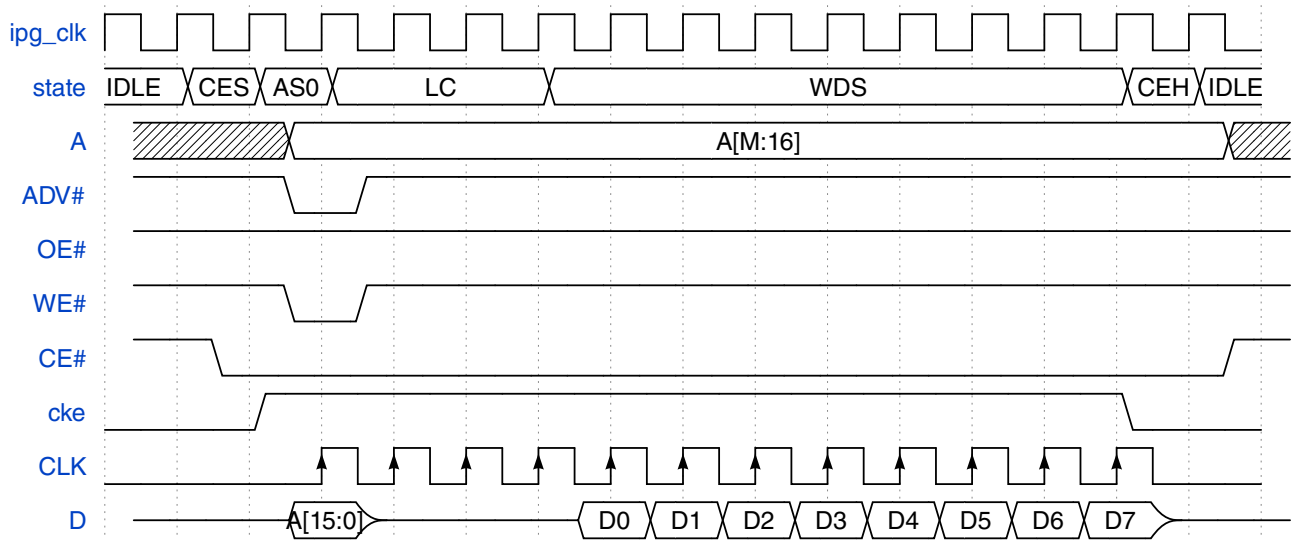 ipg_clk
state IDLE CES AS0 LC WDS CEH IDLE
A A[M:16]
ADV#
OE#
WE#
CE#
cke
CLK
D A[15:0] D0 D1 D2 D3 D4 D5 D6 D7